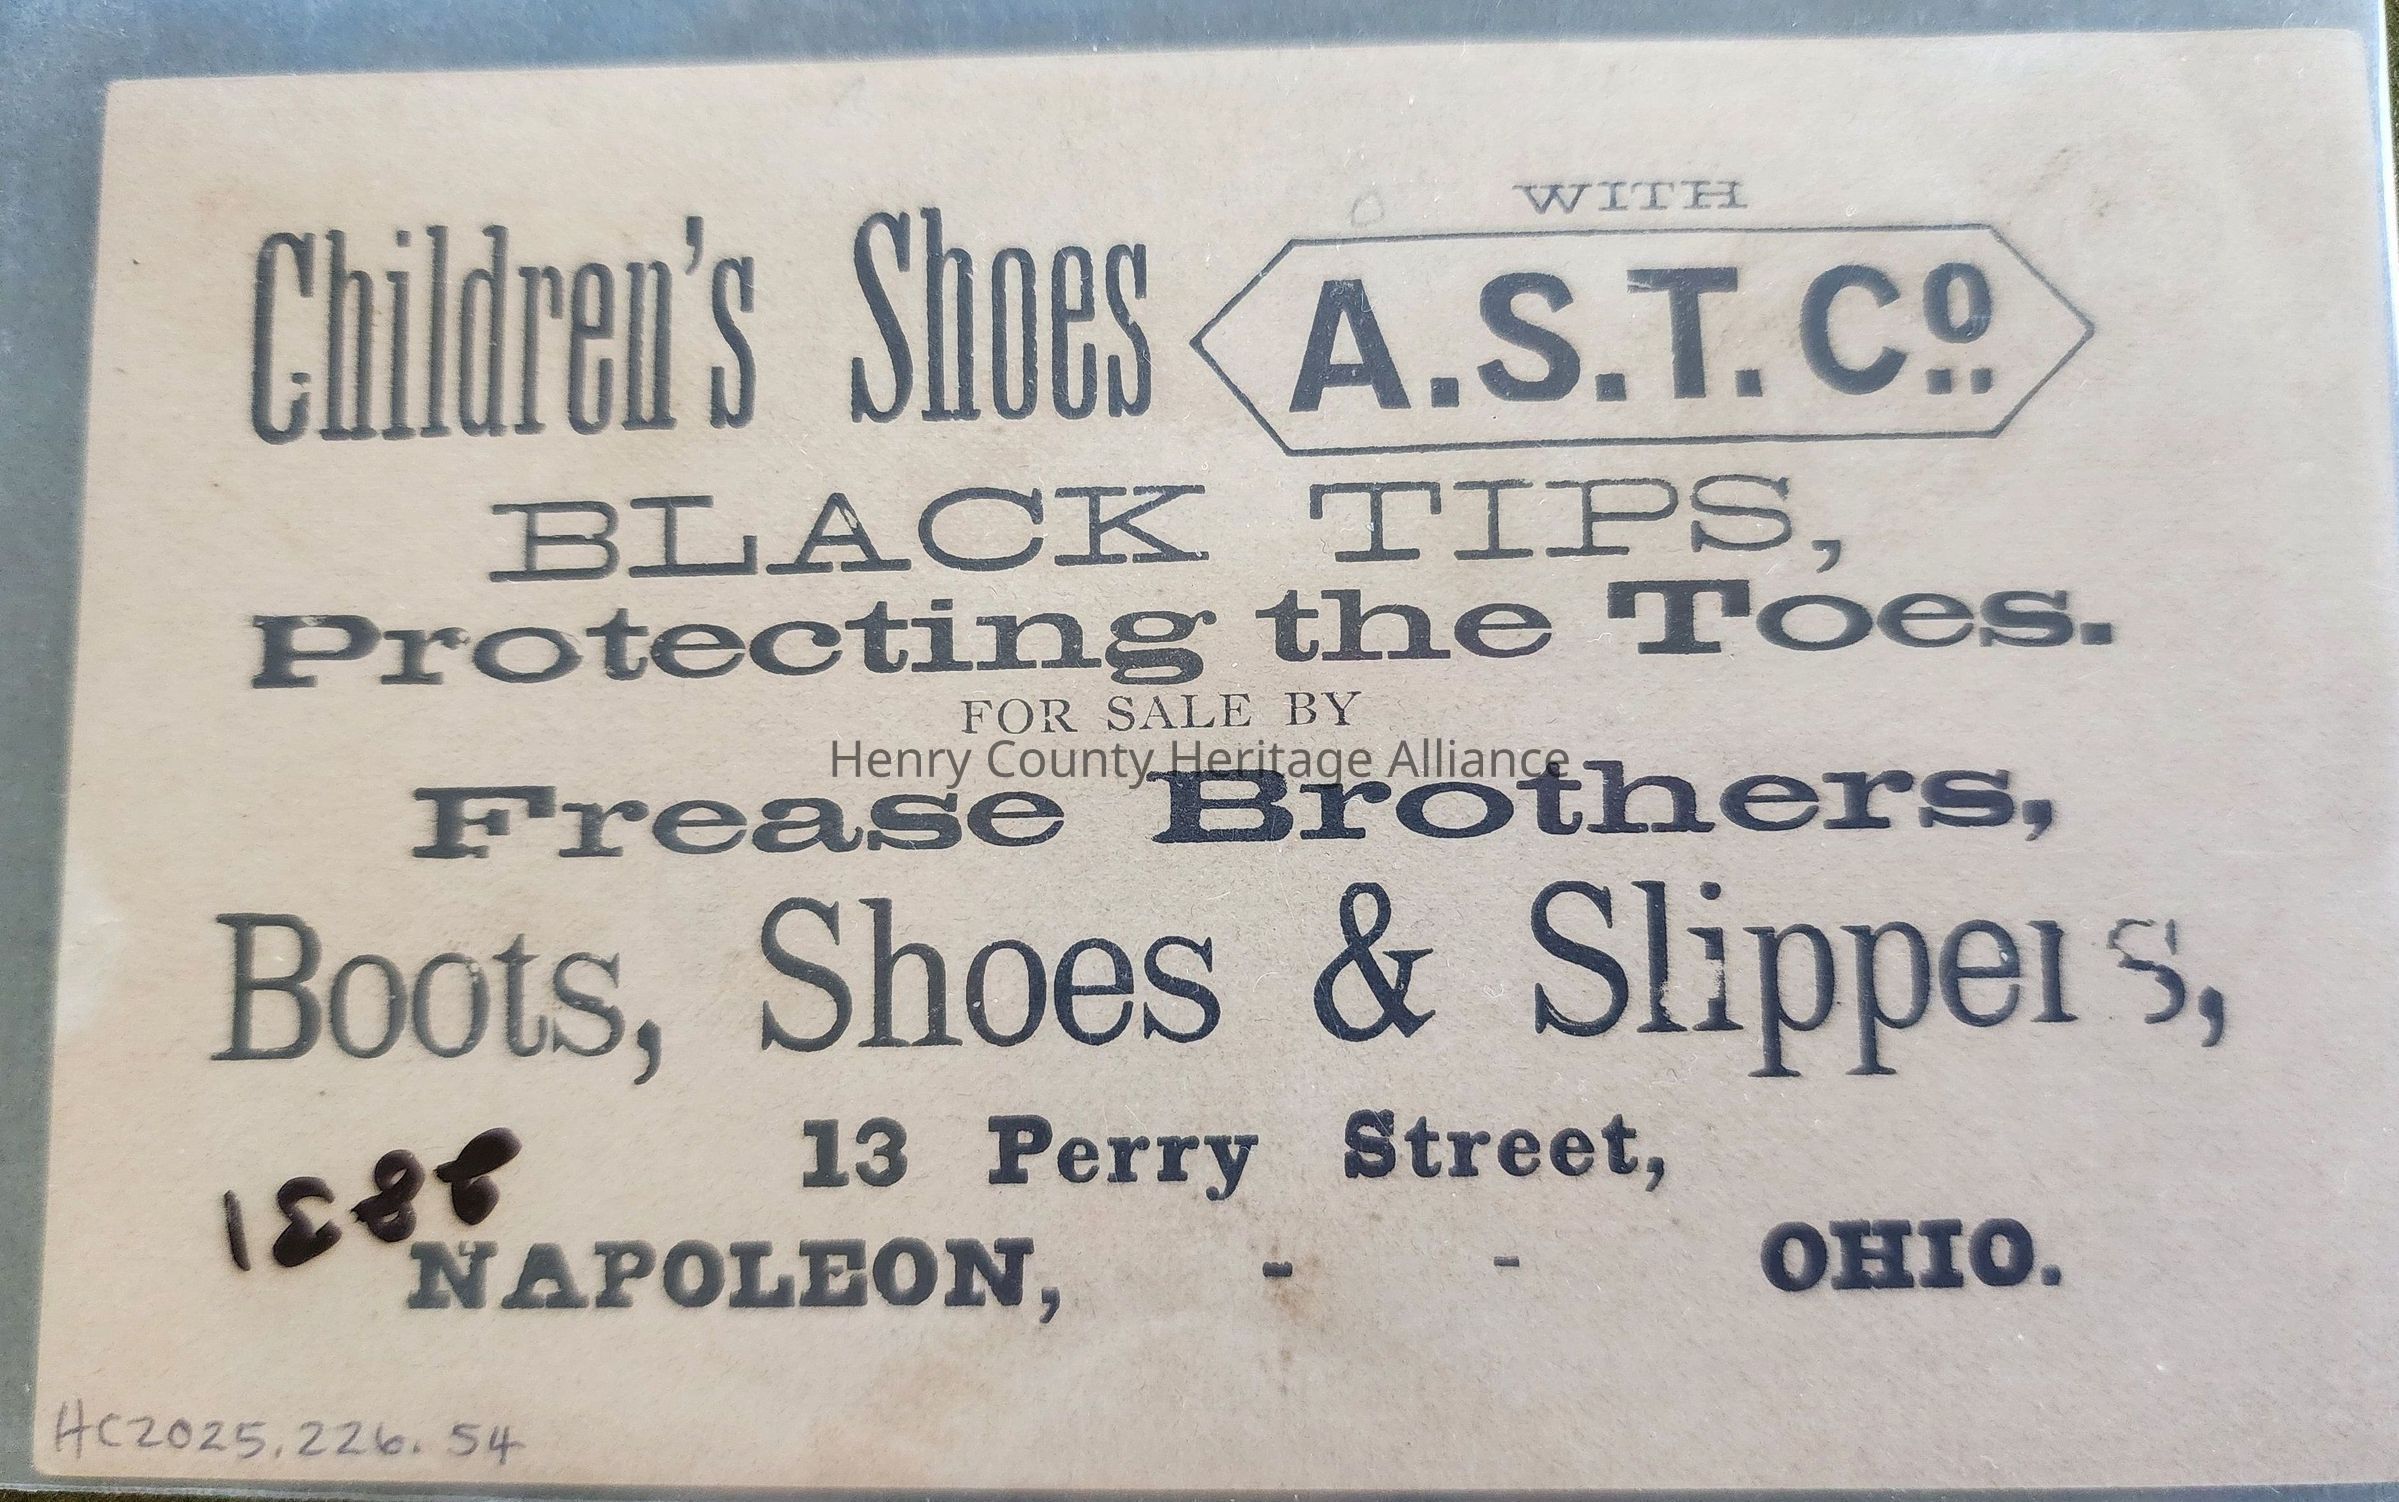 WITH
Children's Shoes A.S.T. Co.
BLACK TIPS,
Protecting the Toes.
FOR SALE BY
Henry County Heritage Alliance
Frease Brothers,
Boots, Shoes & Slippers,
13 Perry Street,
1888
NAPOLEON, - - OHIO.
HC2025.226.54